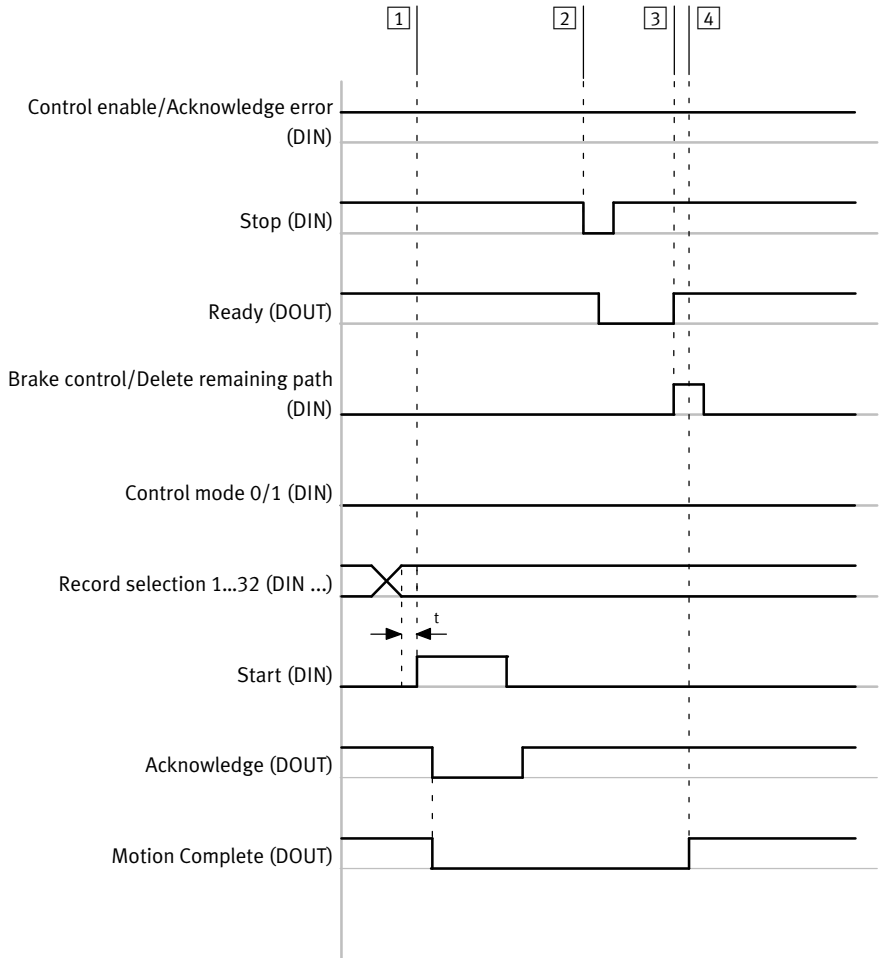 1 2 3 4
Control enable/Acknowledge error
(DIN)
Stop (DIN)
Ready (DOUT)
Brake control/Delete remaining path
(DIN)
Control mode 0/1 (DIN)
Record selection 1...32 (DIN ...)
t
Start (DIN)
Acknowledge (DOUT)
Motion Complete (DOUT)